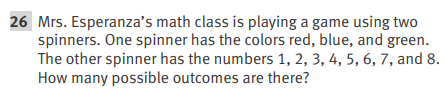 26 Mrs. Esperanza’s math class is playing a game using two
spinners. One spinner has the colors red, blue, and green.
The other spinner has the numbers 1, 2, 3, 4, 5, 6, 7, and 8.
How many possible outcomes are there?